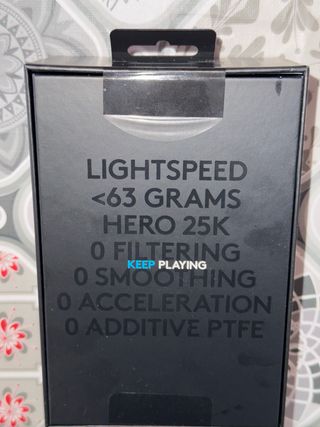 LIGHTSPEED
<63 GRAMS
HERO 25K
0 FILTERING
KEEP PLAYING
0 SMOOTHING
0 ACCELERATION
0 ADDITIVE PTFE